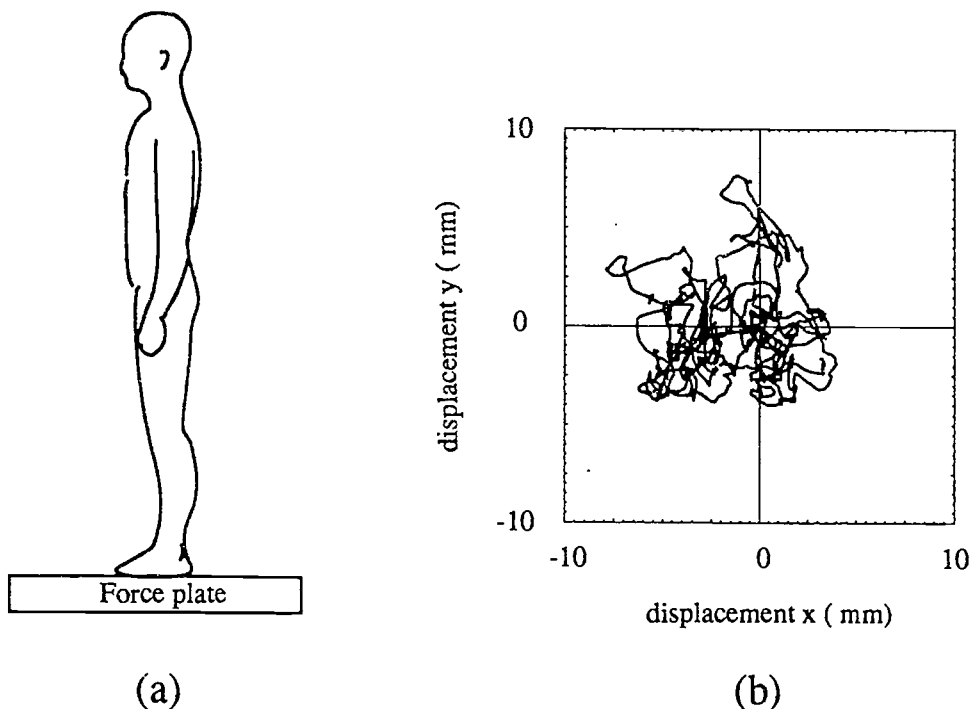 Force plate
(a)
10
0
-10
displacement y ( mm)
-10
0
10
displacement x ( mm)
(b)